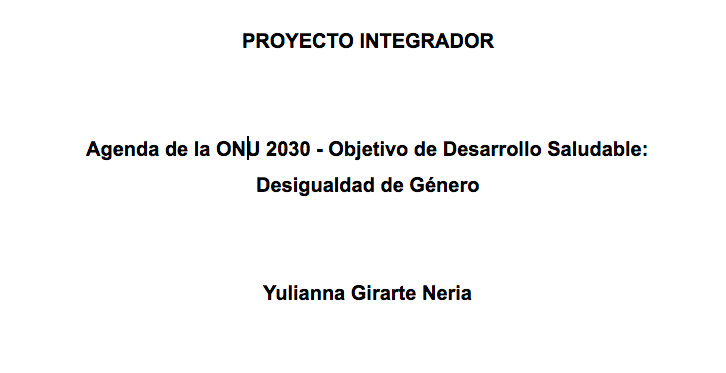 PROYECTO INTEGRADOR
Agenda de la ONU 2030 - Objetivo de Desarrollo Saludable:
Desigualdad de Género
Yulianna Girarte Neria